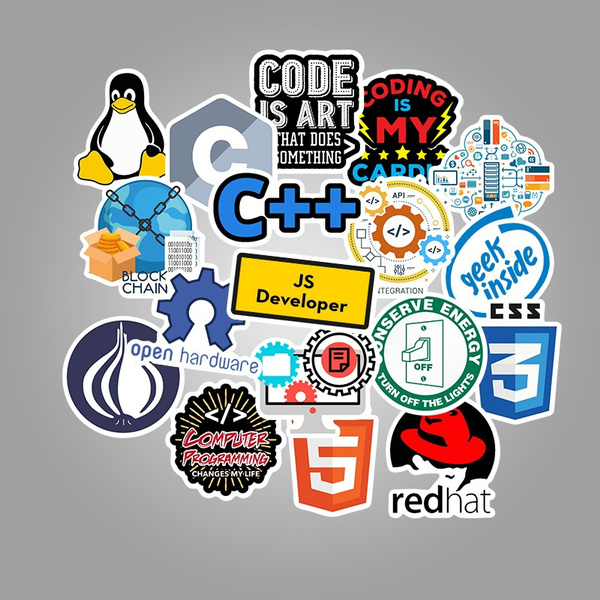 CODE
IS ART
THAT DOES
SOMETHING
CODING
IS
MY
CARDIO
C
C++
</>
API
</>
</>
INTEGRATION
BLOCK
CHAIN
geek
inside
JS
Developer
open hardware
CONSERVE ENERGY
OFF
TURN OFF THE LIGHTS
CSS
3
</>
COMPUTER
PROGRAMMING
CHANGES MY LIFE
5
redhat